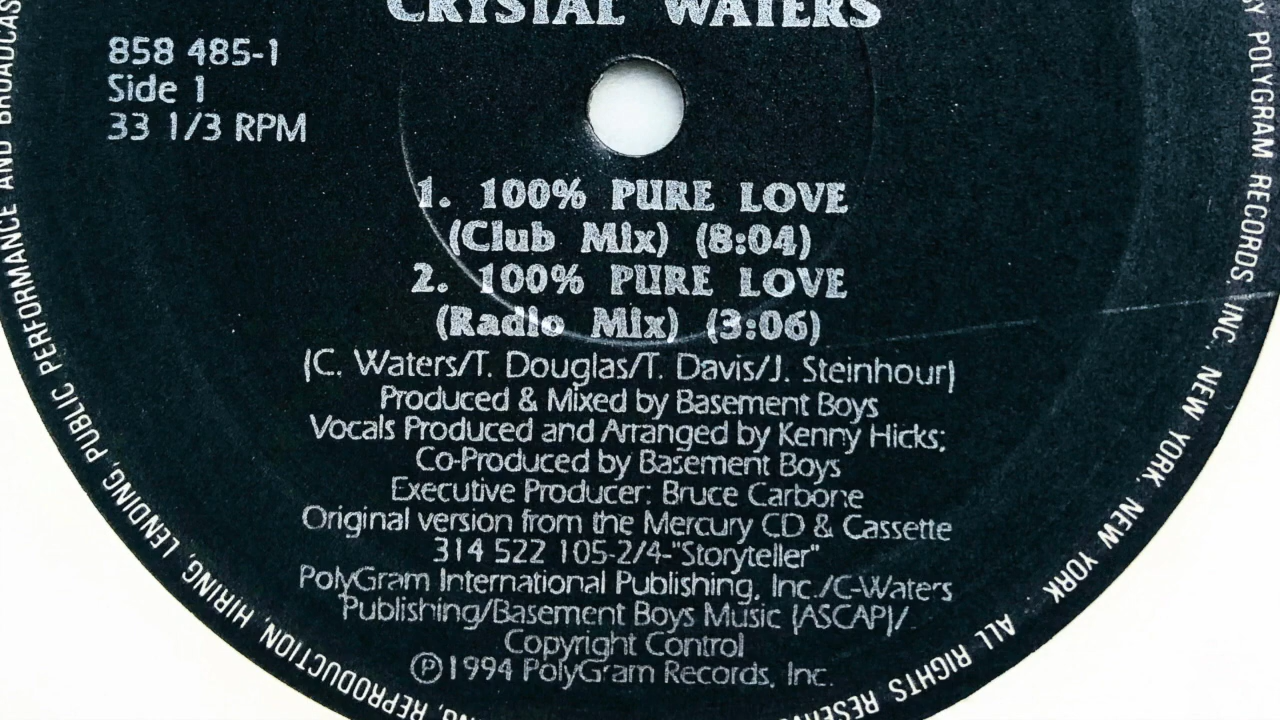 CRYSTAL WATERS
858 485-1
Side 1
33 1/3 RPM
1. 100% PURE LOVE
(Club Mix) (8:04)
2. 100% PURE LOVE
(Radio Mix) (3:06)
(C. Waters/T. Douglas/T. Davis/J. Steinhour)
Produced & Mixed by Basement Boys
Vocals Produced and Arranged by Kenny Hicks;
Co-Produced by Basement Boys
Executive Producer: Bruce Carbone
Original version from the Mercury CD & Cassette
314 522 105-2/4-"Storyteller"
PolyGram International Publishing, Inc./C-Waters
Publishing/Basement Boys Music (ASCAP)/
Copyright Control
Ⓟ1994 PolyGram Records, Inc.
BY POLYGRAM RECORDS, INC., NEW YORK, NEW YORK ALL RIGHTS
REPRODUCTION, HIRING, LENDING, PUBLIC PERFORMANCE AND